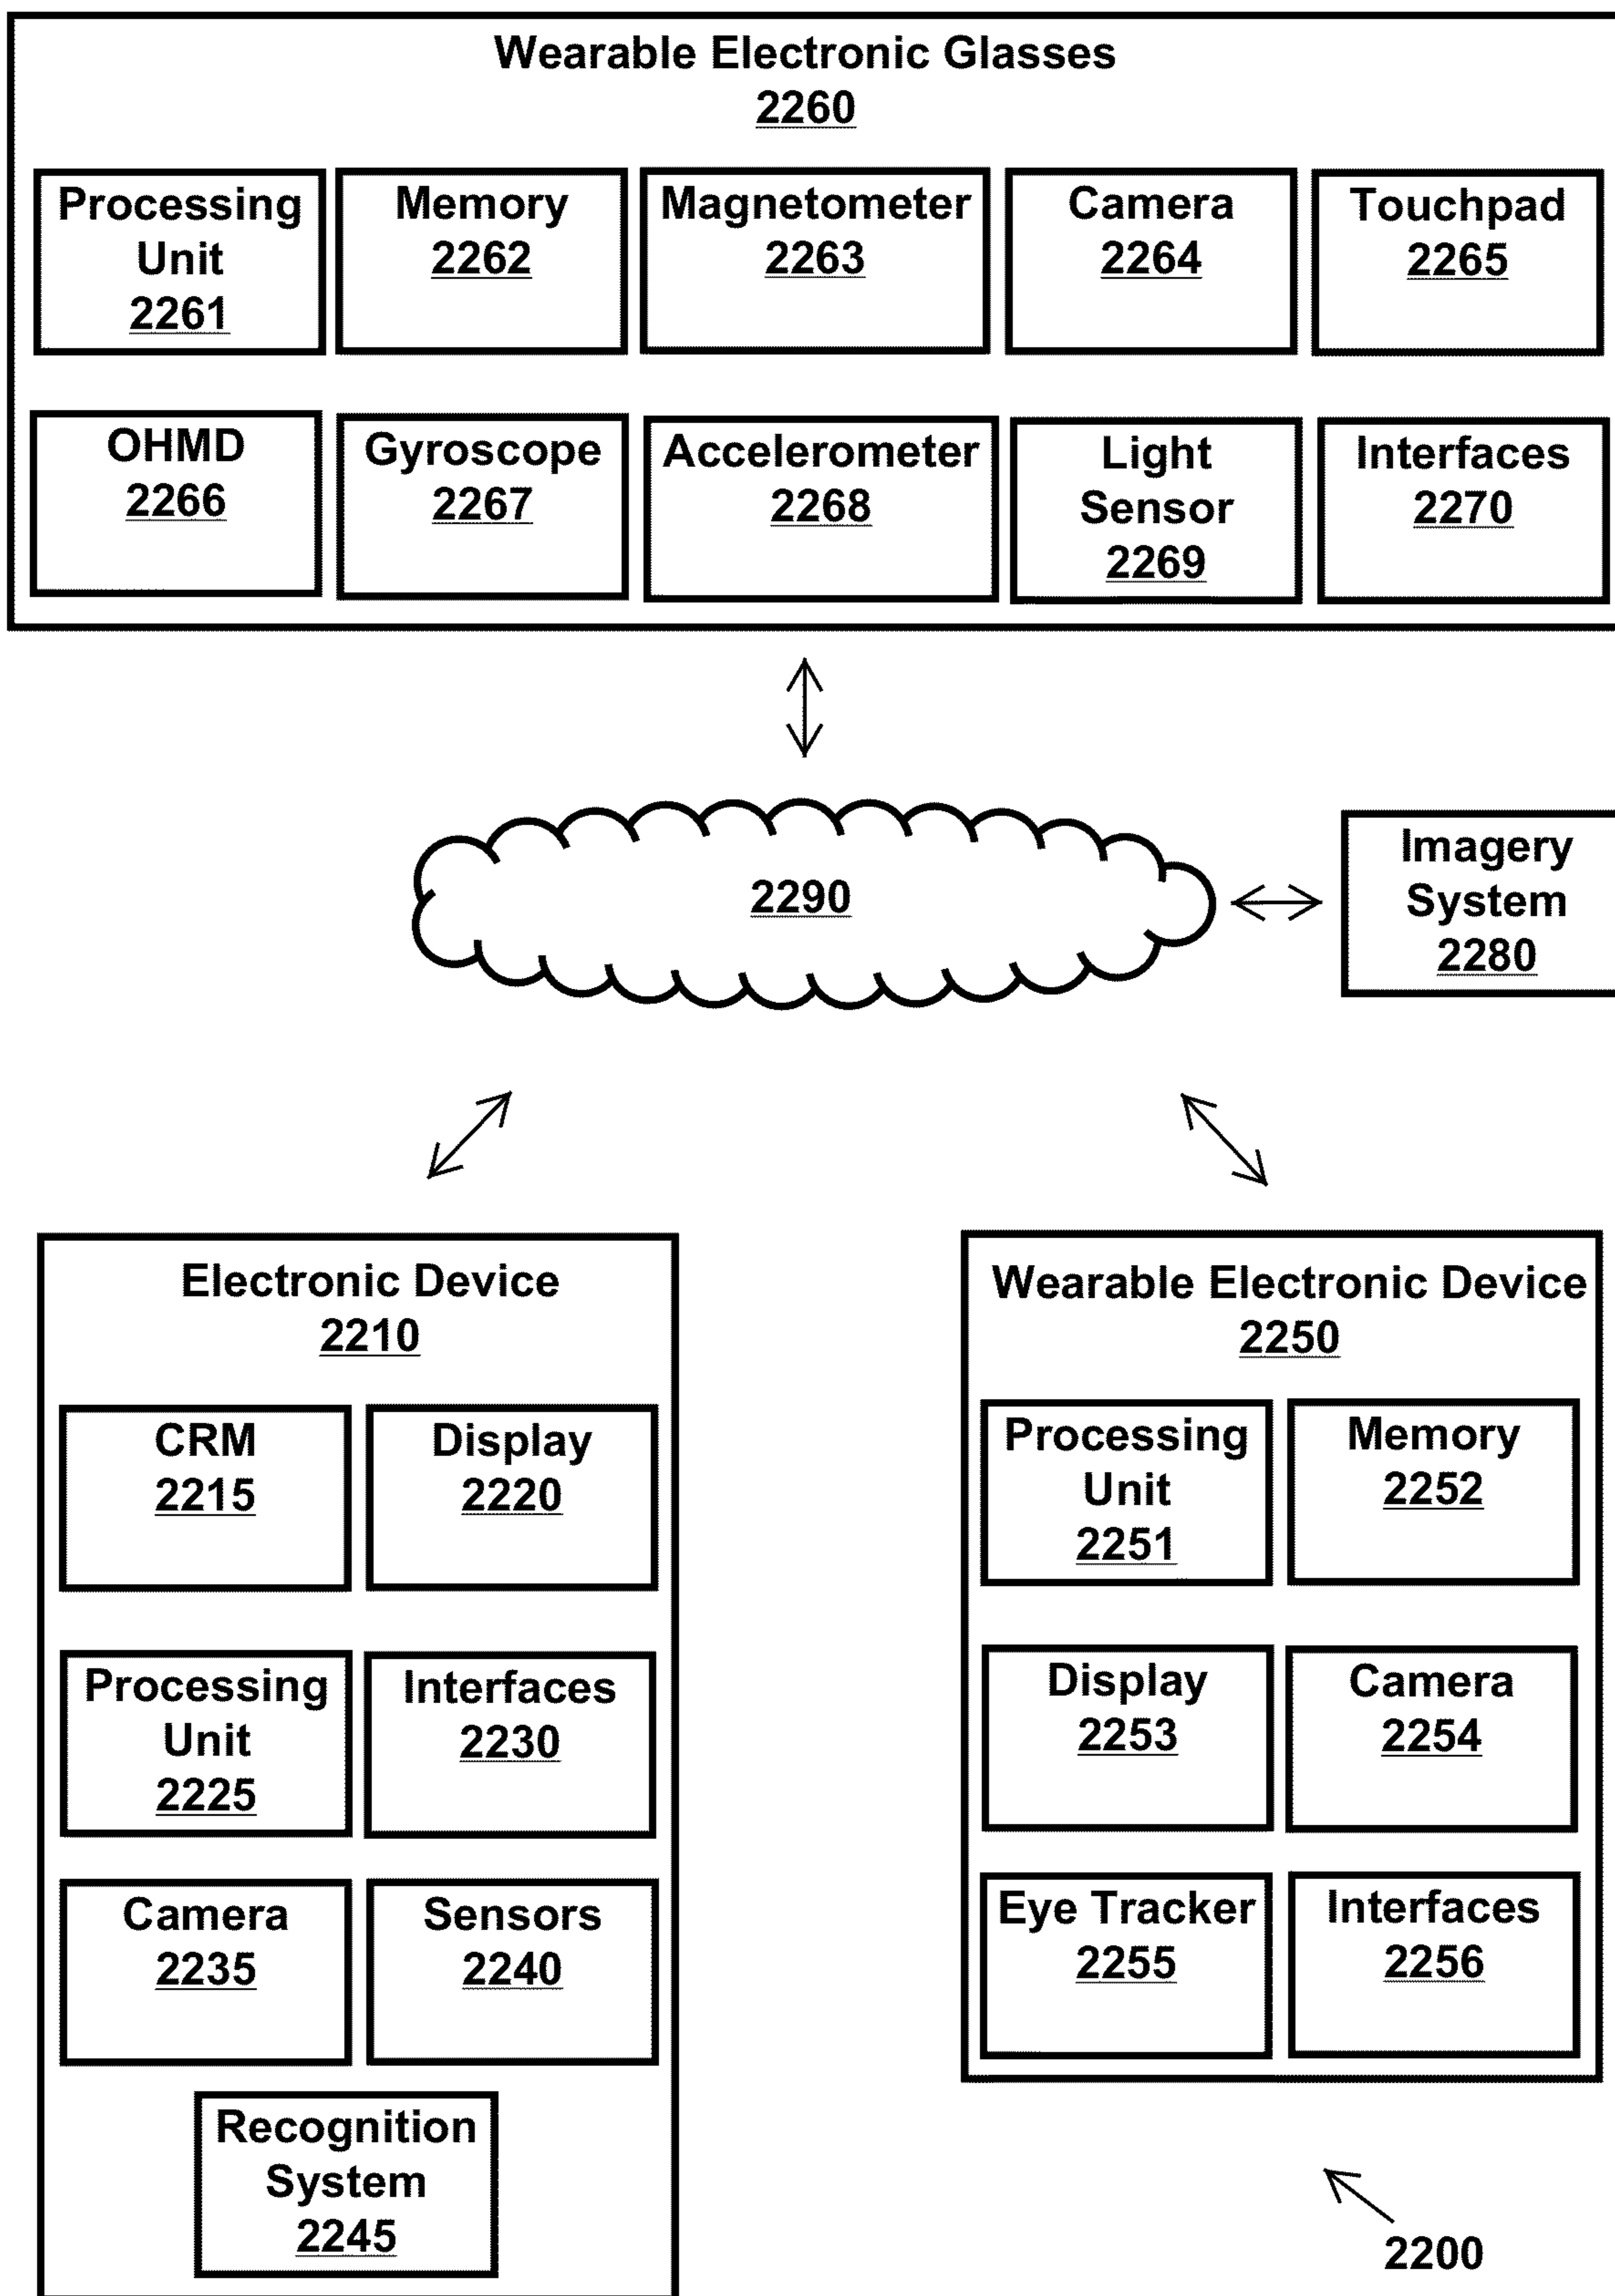 Wearable Electronic Glasses
2260
Processing
Unit
2261
Memory
2262
Magnetometer
2263
Camera
2264
Touchpad
2265
OHMD
2266
Gyroscope
2267
Accelerometer
2268
Light
Sensor
2269
Interfaces
2270
2290
Imagery
System
2280
Electronic Device
2210
CRM
2215
Display
2220
Processing
Unit
2225
Interfaces
2230
Camera
2235
Sensors
2240
Recognition
System
2245
Wearable Electronic Device
2250
Processing
Unit
2251
Memory
2252
Display
2253
Camera
2254
Eye Tracker
2255
Interfaces
2256
2200